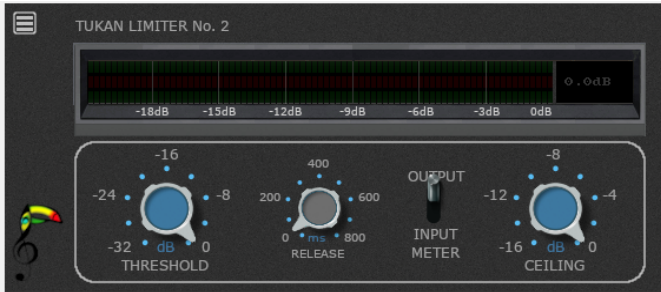 TUKAN LIMITER No. 2
0.0dB
-18dB -15dB -12dB -9dB -6dB -3dB 0dB
-16
-24 -8
-32 dB 0
THRESHOLD
400
200 600
0 ms 800
RELEASE
OUTPUT
INPUT
METER
-8
-12 -4
-16 dB 0
CEILING